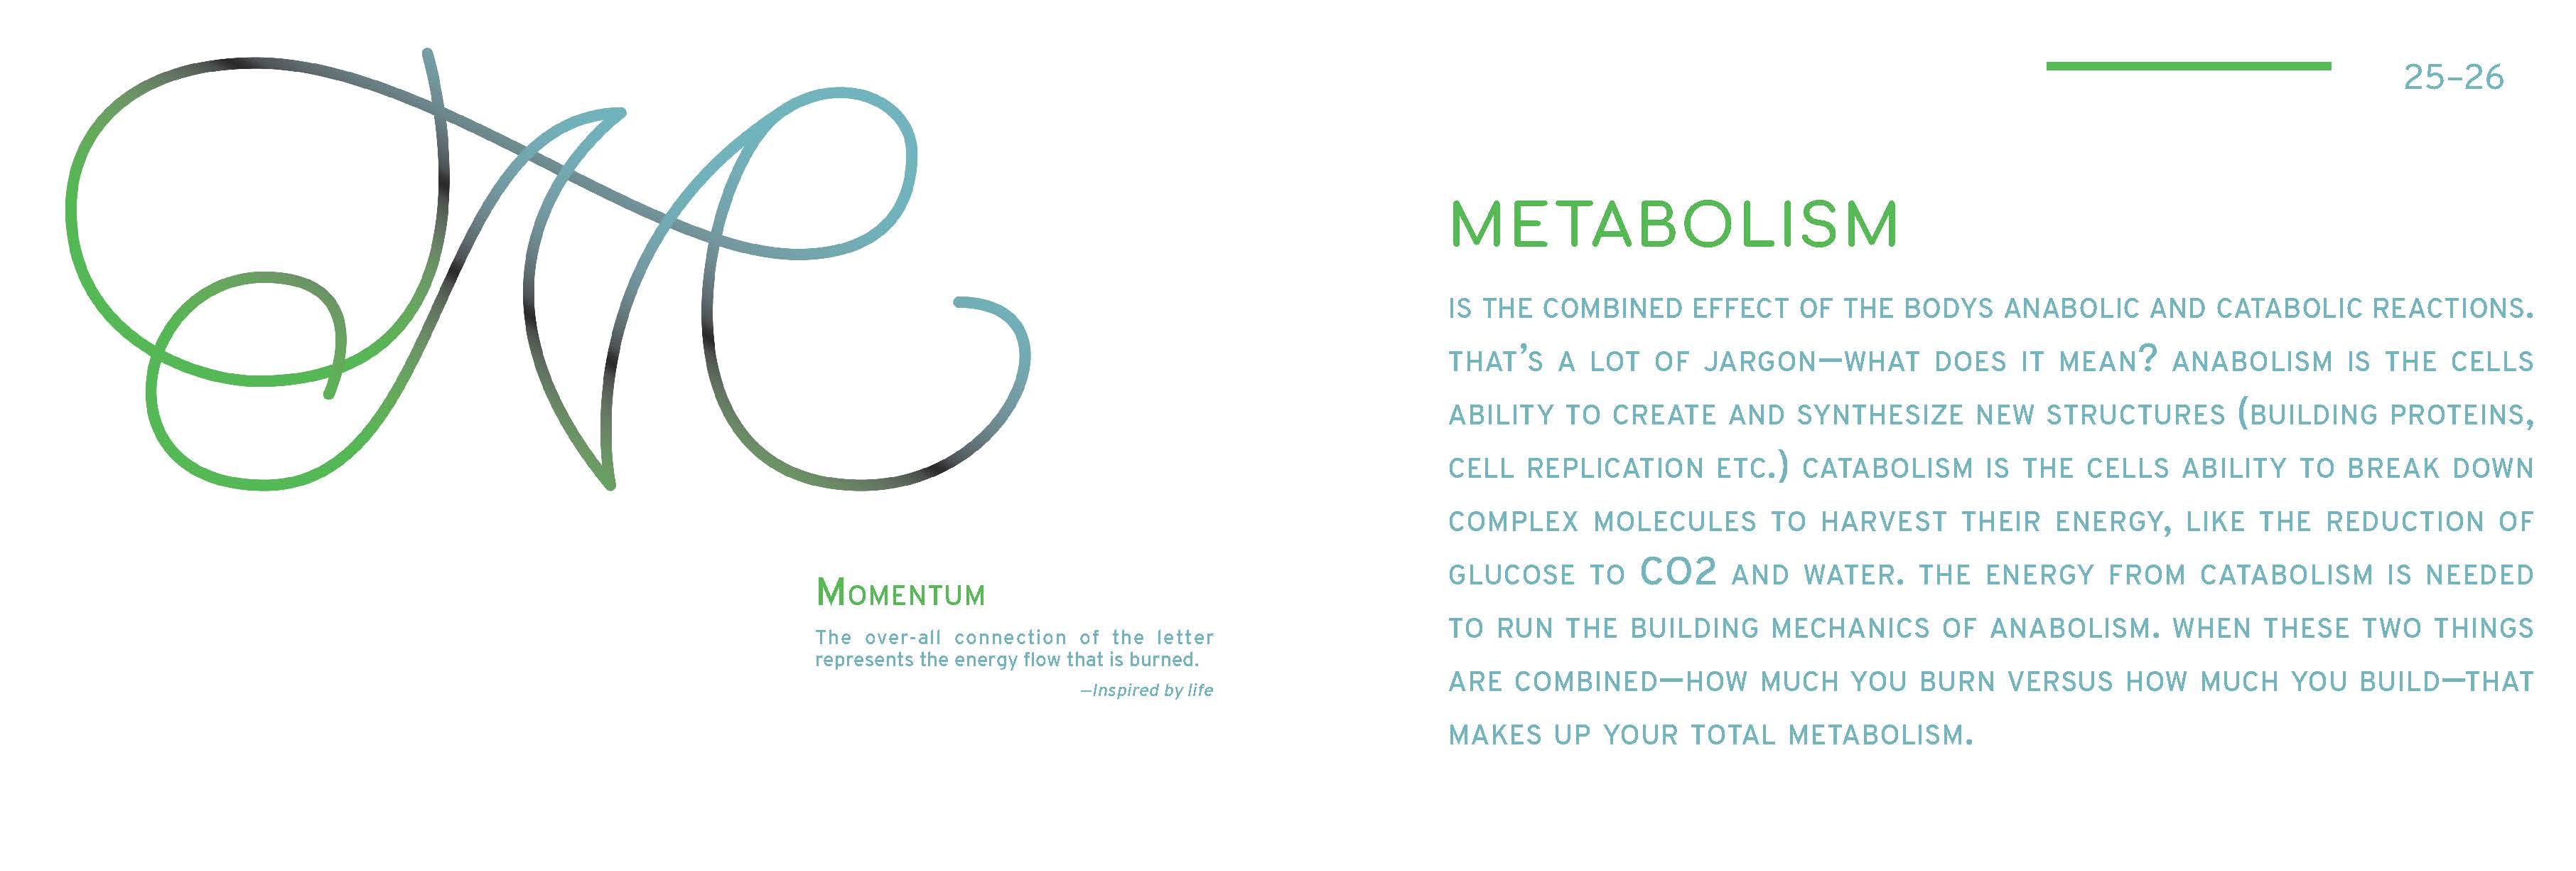 25–26
METABOLISM
IS THE COMBINED EFFECT OF THE BODYS ANABOLIC AND CATABOLIC REACTIONS.
THAT'S A LOT OF JARGON—WHAT DOES IT MEAN? ANABOLISM IS THE CELLS
ABILITY TO CREATE AND SYNTHESIZE NEW STRUCTURES (BUILDING PROTEINS,
CELL REPLICATION ETC.) CATABOLISM IS THE CELLS ABILITY TO BREAK DOWN
COMPLEX MOLECULES TO HARVEST THEIR ENERGY, LIKE THE REDUCTION OF
GLUCOSE TO CO2 AND WATER. THE ENERGY FROM CATABOLISM IS NEEDED
TO RUN THE BUILDING MECHANICS OF ANABOLISM. WHEN THESE TWO THINGS
ARE COMBINED—HOW MUCH YOU BURN VERSUS HOW MUCH YOU BUILD—THAT
MAKES UP YOUR TOTAL METABOLISM.
M
MOMENTUM
The over-all connection of the letter
represents the energy flow that is burned.
—Inspired by life